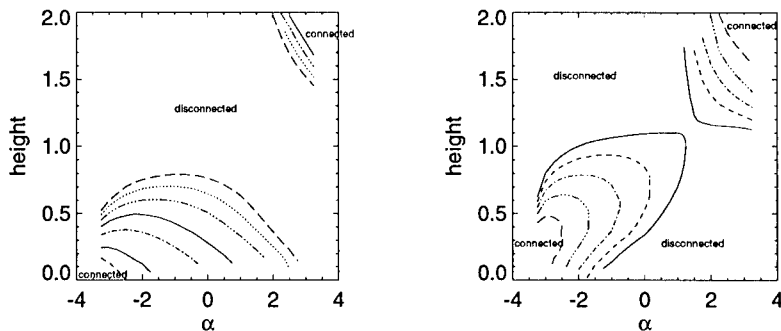 2.0
connected
1.5
disconnected
height
1.0
0.5
connected
0.0
-4 -2 0 2 4
α
2.0
connected
1.5
disconnected
height
1.0
0.5
connected
disconnected
0.0
-4 -2 0 2 4
α